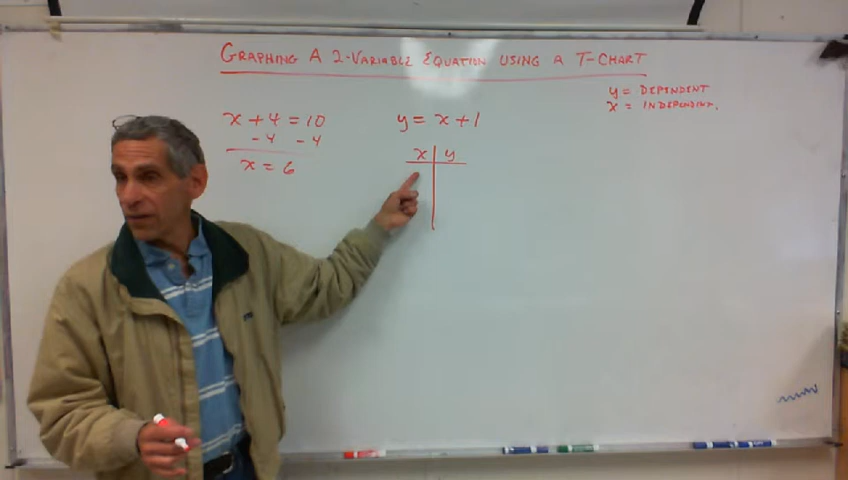 GRAPHING A 2-VARIABLE EQUATION USING A T-CHART
y = DEPENDENT
x = INDEPENDENT.
x + 4 = 10
- 4 - 4
x = 6
y = x + 1
x y